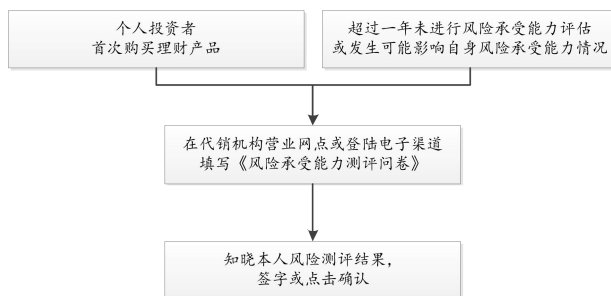 个人投资者
首次购买理财产品
超过一年未进行风险承受能力评估
或发生可能影响自身风险承受能力情况
在代销机构营业网点或登陆电子渠道
填写《风险承受能力测评问卷》
知晓本人风险测评结果，
签字或点击确认